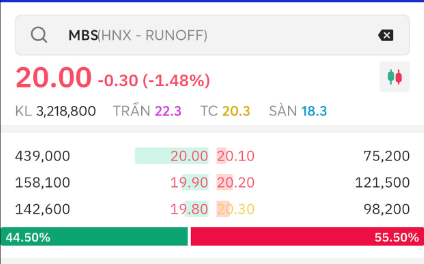 MBS(HNX - RUNOFF)
20.00 -0.30 (-1.48%)
KL 3,218,800 TRẦN 22.3 TC 20.3 SÀN 18.3
439,000 20.00 20.10 75,200
158,100 19.90 20.20 121,500
142,600 19.80 20.30 98,200
44.50% 55.50%